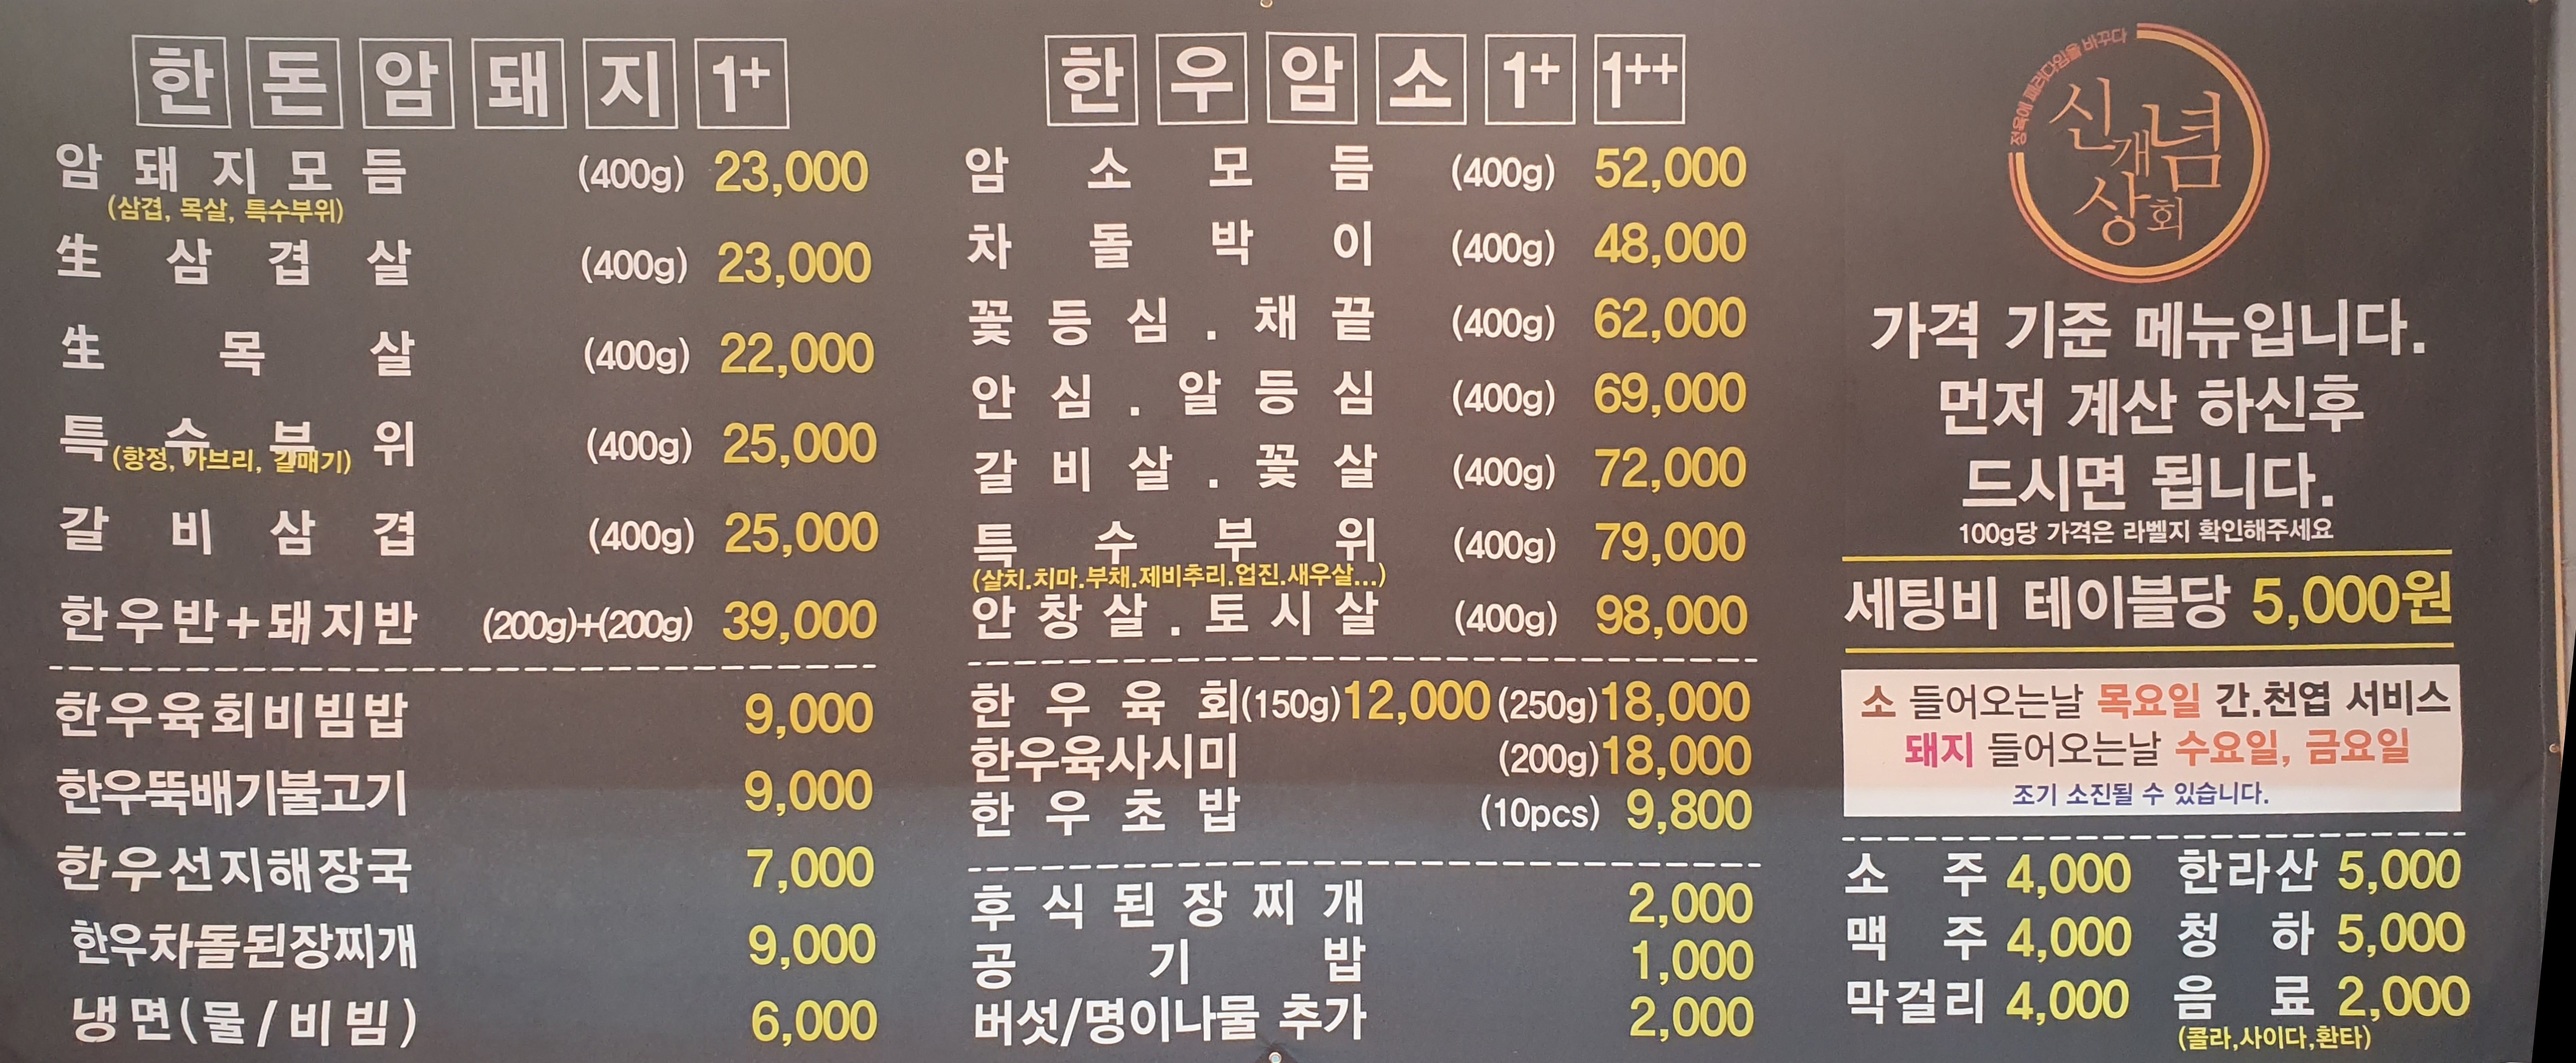 한돈암돼지 1+
암돼지모듬 (400g) 23,000
(삼겹, 목살, 특수부위)
生삼겹살 (400g) 23,000
生목살 (400g) 22,000
특수부위 (400g) 25,000
(항정, 가브리, 갈매기)
갈비삼겹 (400g) 25,000
한우반+돼지반 (200g)+(200g) 39,000
한우육회비빔밥 9,000
한우뚝배기불고기 9,000
한우선지해장국 7,000
한우차돌된장찌개 9,000
냉면(물/비빔) 6,000
한우암소 1+ 1++
암소모듬 (400g) 52,000
차돌박이 (400g) 48,000
꽃등심.채끝 (400g) 62,000
안심.알등심 (400g) 69,000
갈비살.꽃살 (400g) 72,000
특수부위 (400g) 79,000
(살치.치마.부채.제비추리.업진.새우살...)
안창살.토시살 (400g) 98,000
한우육회(150g)12,000 (250g)18,000
한우육사시미 (200g)18,000
한우초밥 (10pcs) 9,800
후식된장찌개 2,000
공기밥 1,000
버섯/명이나물 추가 2,000
정육에 패러다임을 바꾸다
신개념
상회
가격 기준 메뉴입니다.
먼저 계산 하신후
드시면 됩니다.
100g당 가격은 라벨지 확인해주세요
세팅비 테이블당 5,000원
소 들어오는날 목요일 간.천엽 서비스
돼지 들어오는날 수요일, 금요일
조기 소진될 수 있습니다.
소주 4,000 한라산 5,000
맥주 4,000 청하 5,000
막걸리 4,000 음료 2,000
(콜라,사이다,환타)